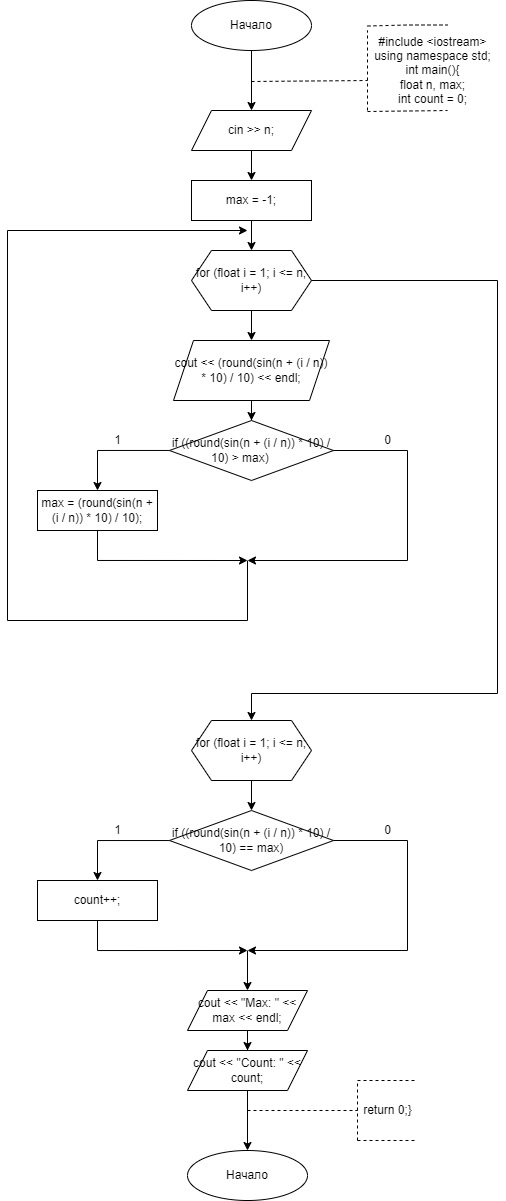 Начало
#include <iostream>
using namespace std;
int main(){
float n, max;
int count = 0;
cin >> n;
max = -1;
for (float i = 1; i <= n;
i++)
cout << (round(sin(n + (i / n))
* 10) / 10) << endl;
1
if ((round(sin(n + (i / n)) * 10) /
10) > max)
0
max = (round(sin(n +
(i / n)) * 10) / 10);
for (float i = 1; i <= n;
i++)
1
if ((round(sin(n + (i / n)) * 10) /
10) == max)
0
count++;
cout << "Max: " <<
max << endl;
cout << "Count: " <<
count;
return 0;}
Начало